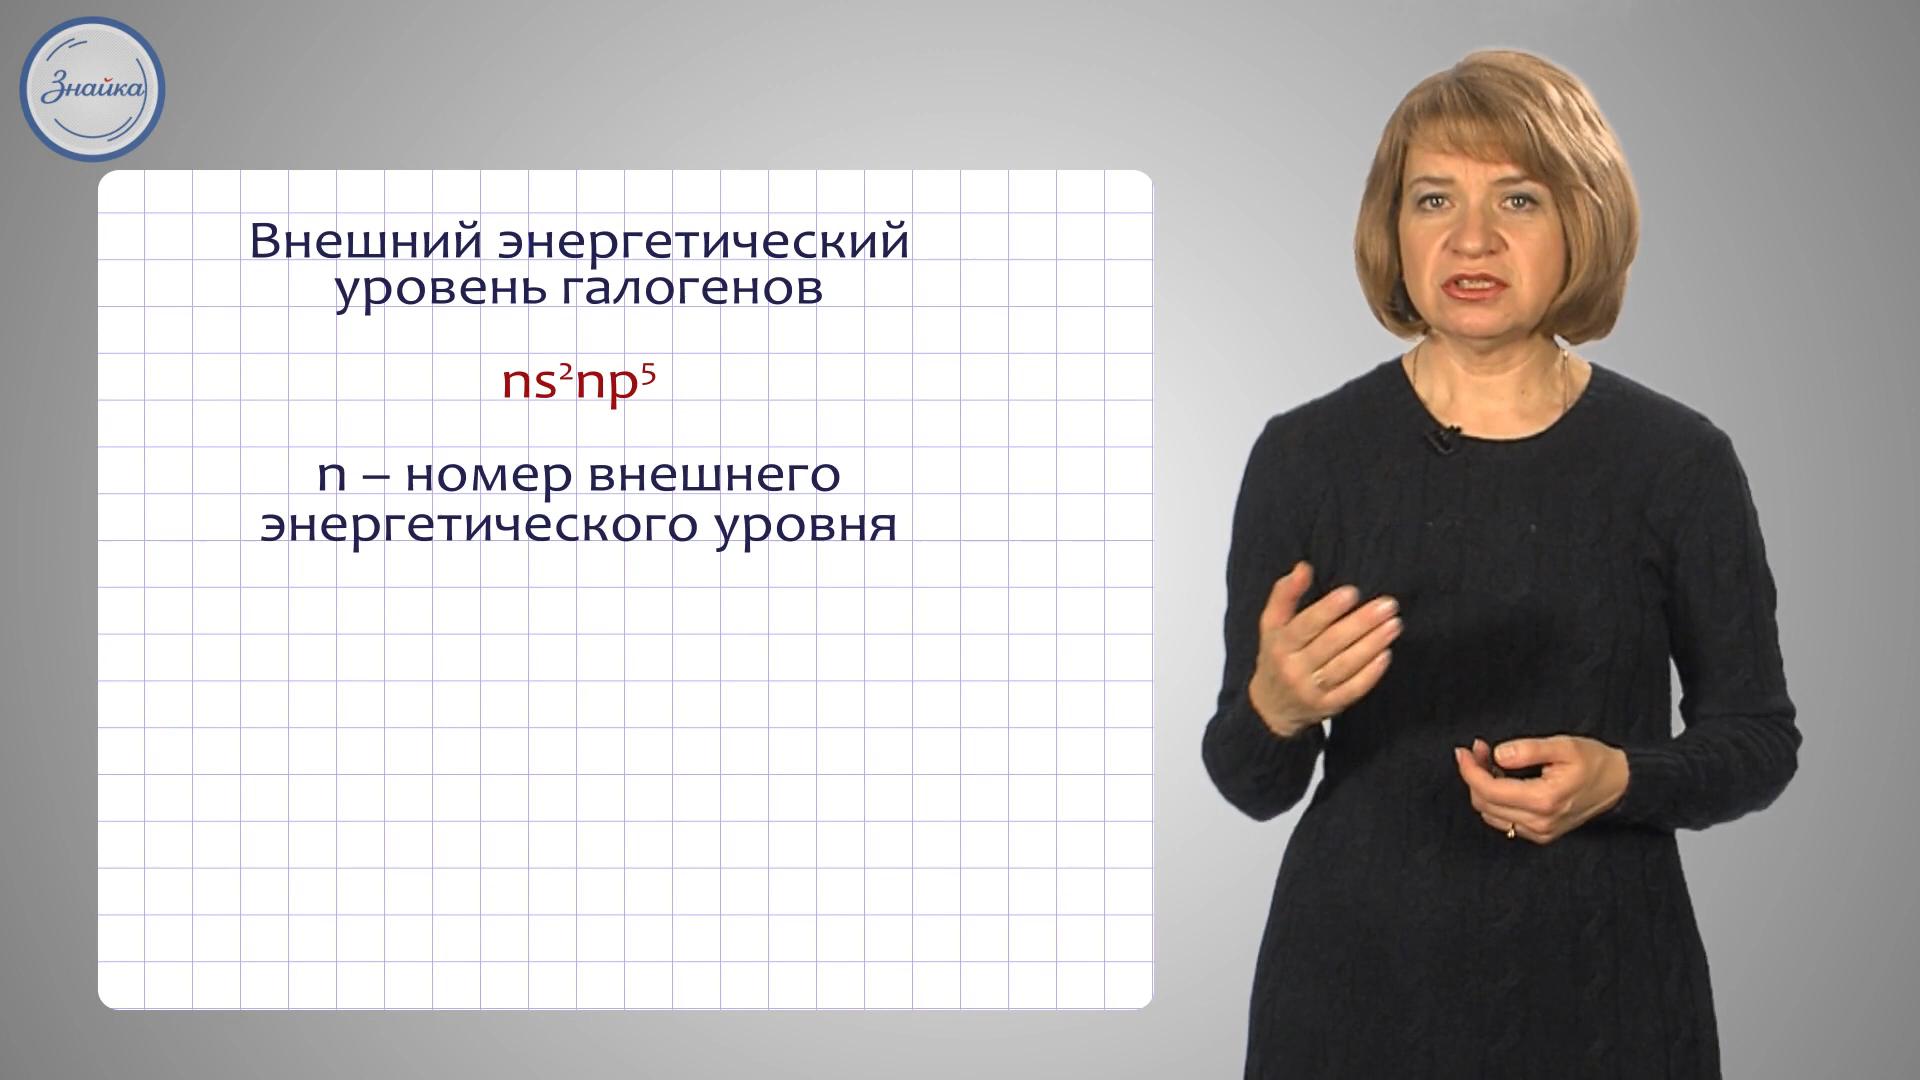 Знайка
Внешний энергетический
уровень галогенов
ns²np⁵
n – номер внешнего
энергетического уровня